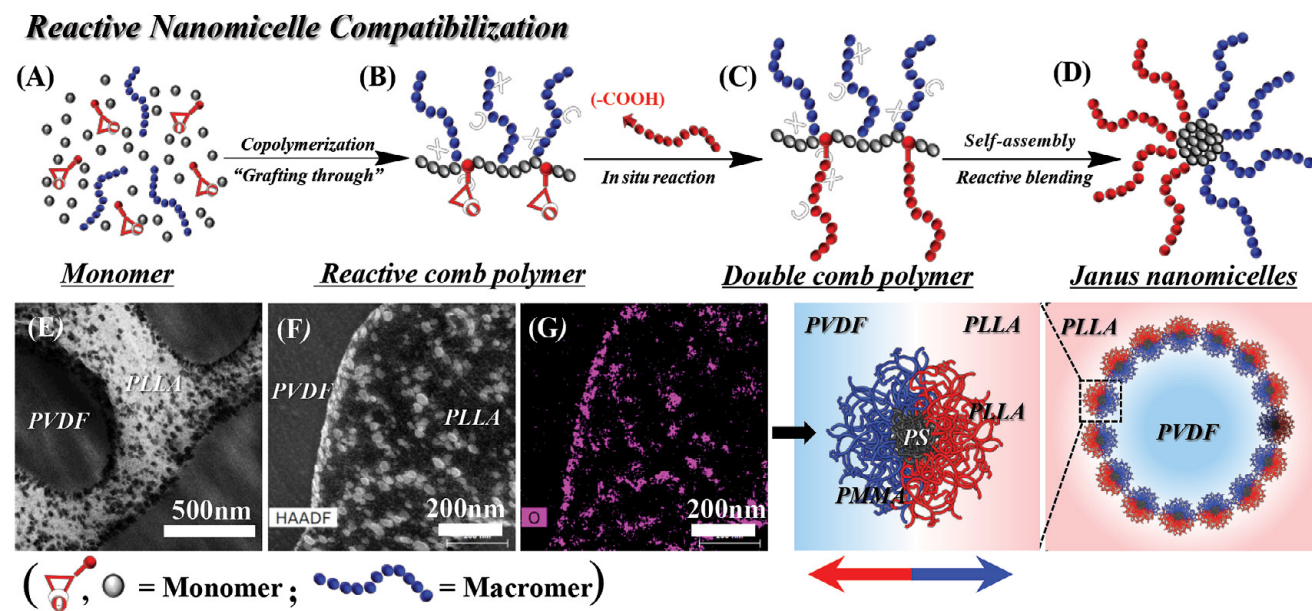 Reactive Nanomicelle Compatibilization
(A)
(B)
(C)
(D)
Copolymerization
"Grafting through"
(-COOH)
In situ reaction
Self-assembly
Reactive blending
X
C
X
C
X
C
X
C
X
C
X
C
O
O
O
O
O
O
O
Monomer
Reactive comb polymer
Double comb polymer
Janus nanomicelles
(E)
PVDF
PLLA
500nm
(F)
PVDF
PLLA
HAADF
200nm
(G)
O
200nm
PVDF
PLLA
PS
PLLA
PMMA
PLLA
PVDF
( O , = Monomer ; = Macromer )